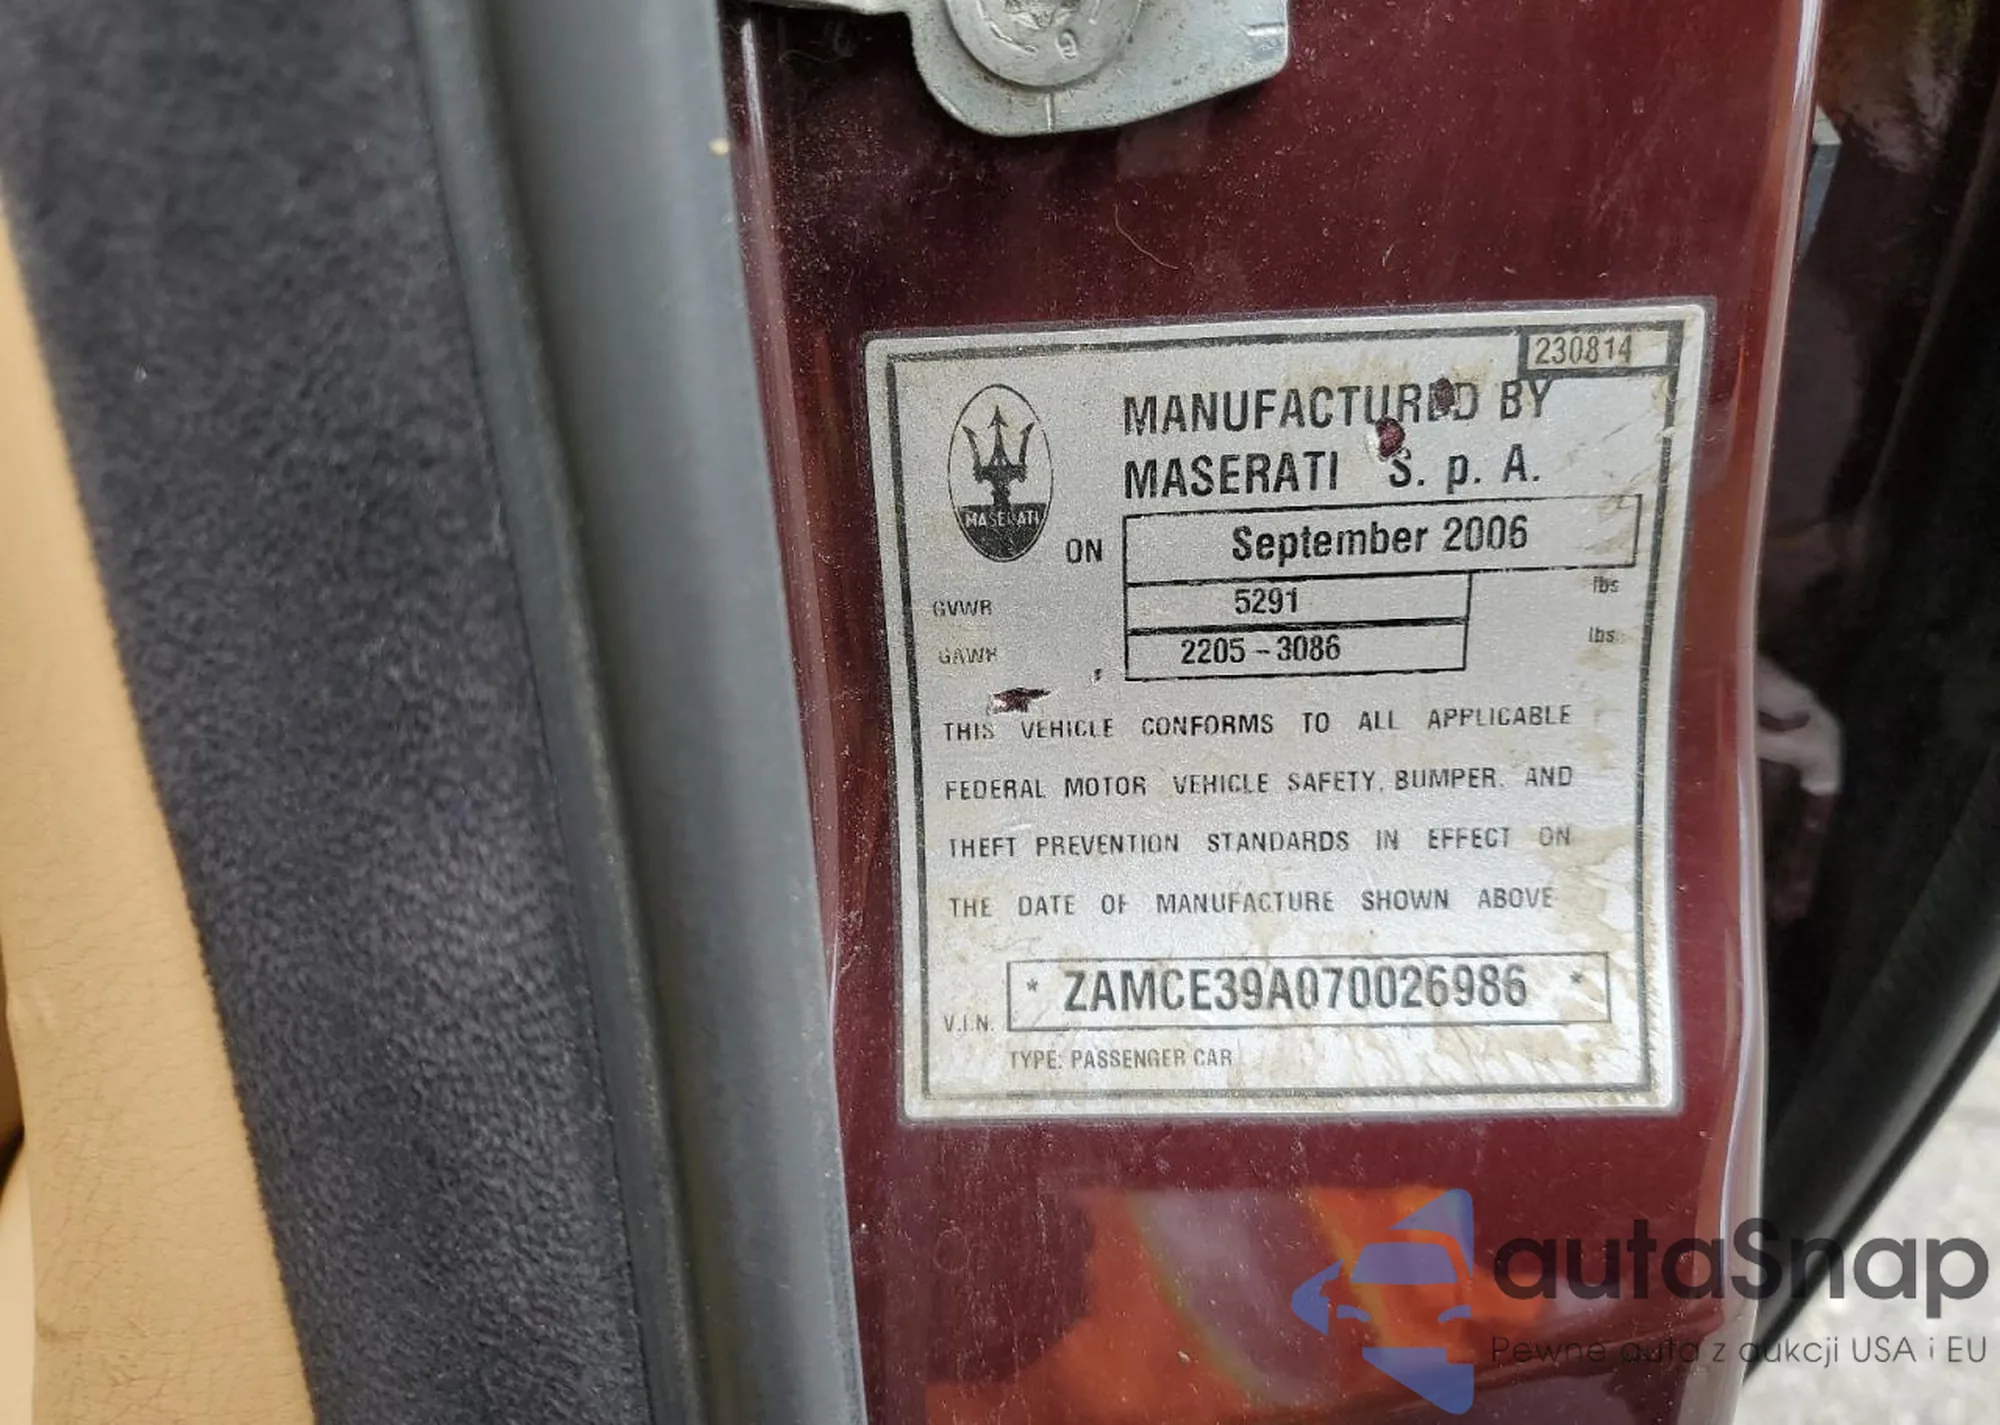 230814
MANUFACTURED BY
MASERATI S. p. A.
MASERATI
ON September 2006
GVWR 5291 lbs
GAWR 2205 - 3086 lbs
THIS VEHICLE CONFORMS TO ALL APPLICABLE
FEDERAL MOTOR VEHICLE SAFETY, BUMPER, AND
THEFT PREVENTION STANDARDS IN EFFECT ON
THE DATE OF MANUFACTURE SHOWN ABOVE
V.I.N. * ZAMCE39A070026986 *
TYPE: PASSENGER CAR
autaSnap
Pewne auta z aukcji USA i EU